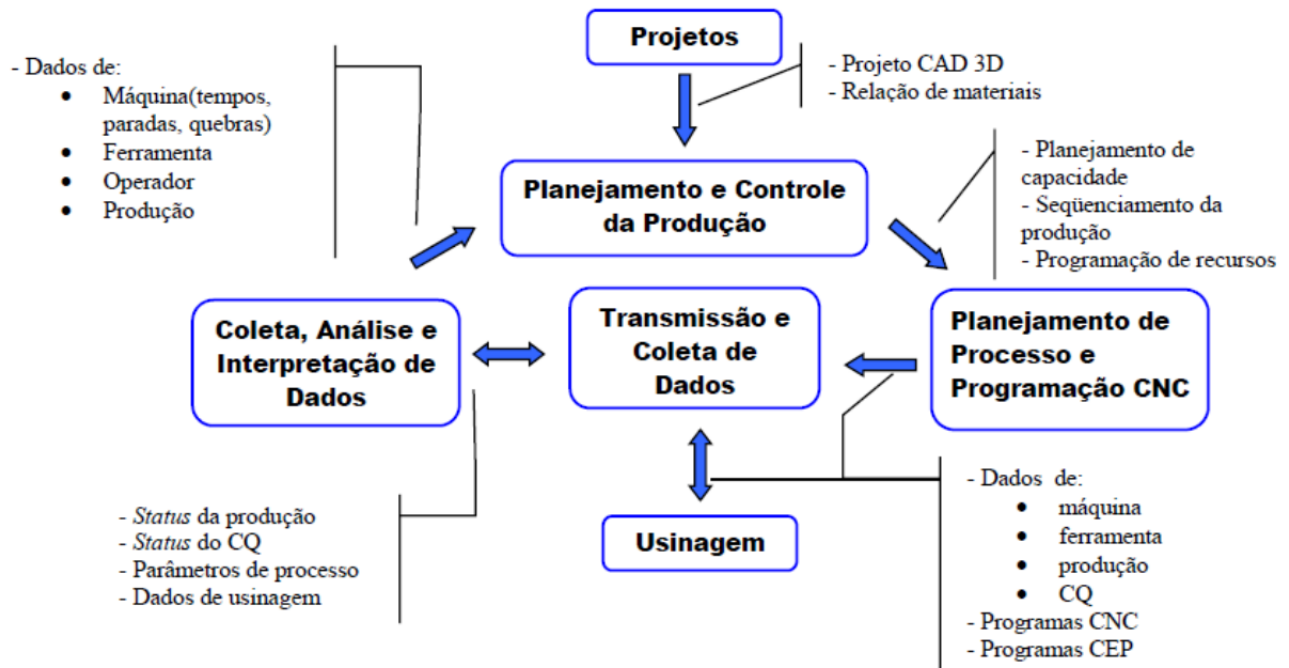 Projetos
- Projeto CAD 3D
- Relação de materiais
- Dados de:
• Máquina(tempos,
paradas, quebras)
• Ferramenta
• Operador
• Produção
Planejamento e Controle
da Produção
- Planejamento de
capacidade
- Seqüenciamento da
produção
- Programação de recursos
Coleta, Análise e
Interpretação de
Dados
Transmissão e
Coleta de
Dados
Planejamento de
Processo e
Programação CNC
- Status da produção
- Status do CQ
- Parâmetros de processo
- Dados de usinagem
Usinagem
- Dados de:
• máquina
• ferramenta
• produção
• CQ
- Programas CNC
- Programas CEP